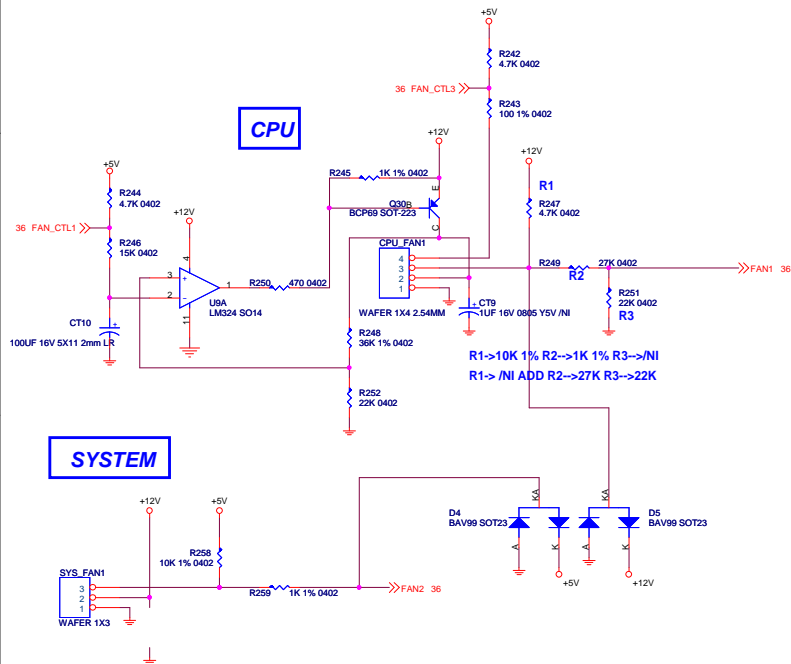 +5V
R242
4.7K 0402
36 FAN_CTL3
R243
100 1% 0402
CPU
+12V
+12V
R245
1K 1% 0402
R1
R247
4.7K 0402
+5V
R244
4.7K 0402
Q30
B
E
C
BCP69 SOT-223
36 FAN_CTL1
+12V
R246
15K 0402
CPU_FAN1
4
3
2
1
R249
27K 0402
R2
FAN1 36
4
3
+
2
-
1
11
U9A
LM324 SO14
R250
470 0402
R251
22K 0402
R3
CT9
1UF 16V 0805 Y5V /NI
WAFER 1X4 2.54MM
CT10
100UF 16V 5X11 2mm LR
R248
36K 1% 0402
R1->10K 1% R2-->1K 1% R3-->/NI
R1-> /NI ADD R2-->27K R3-->22K
R252
22K 0402
SYSTEM
+12V
+5V
KA
KA
D4
BAV99 SOT23
D5
BAV99 SOT23
A
K
A
K
+5V
+12V
R258
10K 1% 0402
SYS_FAN1
3
2
1
WAFER 1X3
R259
1K 1% 0402
FAN2 36